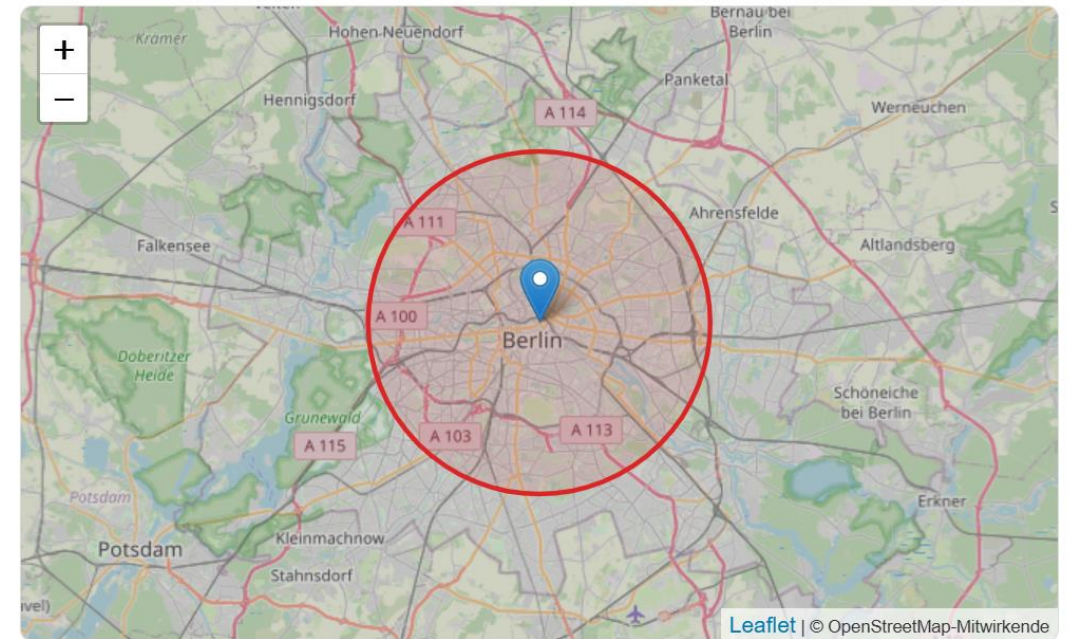 Krämer
Hohen Neuendorf
Bernau bei
Berlin
+
−
Panketal
Hennigsdorf
A 114
Werneuchen
A 111
Ahrensfelde
Falkensee
Altlandsberg
A 100
Berlin
Döberitzer
Heide
Schöneiche
bei Berlin
Grunewald
A 103
A 113
A 115
Potsdam
Erkner
Kleinmachnow
Potsdam
Stahnsdorf
Leaflet | © OpenStreetMap-Mitwirkende